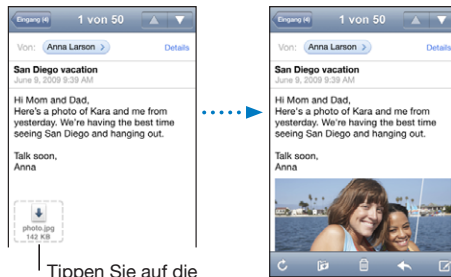 Eingang (4)
1 von 50
Von: Anna Larson
Details
San Diego vacation
June 9, 2009 9:39 AM
Hi Mom and Dad,
Here's a photo of Kara and me from
yesterday. We're having the best time
seeing San Diego and hanging out.
Talk soon,
Anna
photo.jpg
142 KB
Tippen Sie auf die
Eingang (4)
1 von 50
Von: Anna Larson
Details
San Diego vacation
June 9, 2009 9:39 AM
Hi Mom and Dad,
Here's a photo of Kara and me from
yesterday. We're having the best time
seeing San Diego and hanging out.
Talk soon,
Anna